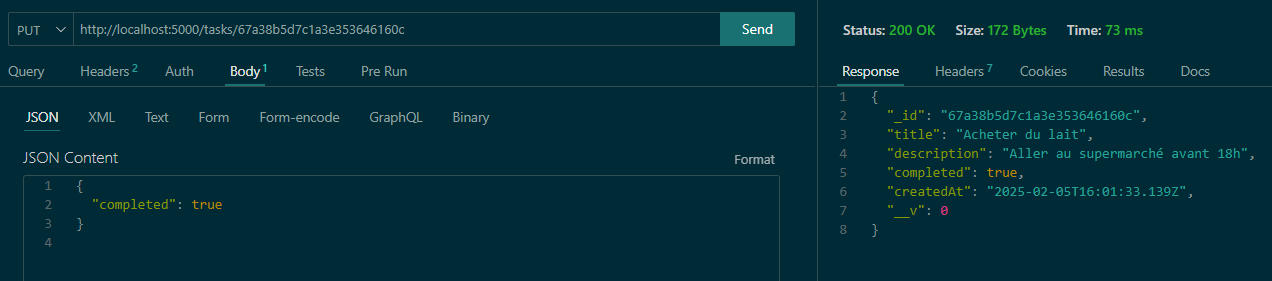 PUT http://localhost:5000/tasks/67a38b5d7c1a3e353646160c Send
Query Headers 2 Auth Body 1 Tests Pre Run
JSON XML Text Form Form-encode GraphQL Binary
JSON Content Format
1 {
2 "completed": true
3 }
4
Status: 200 OK Size: 172 Bytes Time: 73 ms
Response Headers 7 Cookies Results Docs
1 {
2 "_id": "67a38b5d7c1a3e353646160c",
3 "title": "Acheter du lait",
4 "description": "Aller au supermarché avant 18h",
5 "completed": true,
6 "createdAt": "2025-02-05T16:01:33.139Z",
7 "__v": 0
8 }